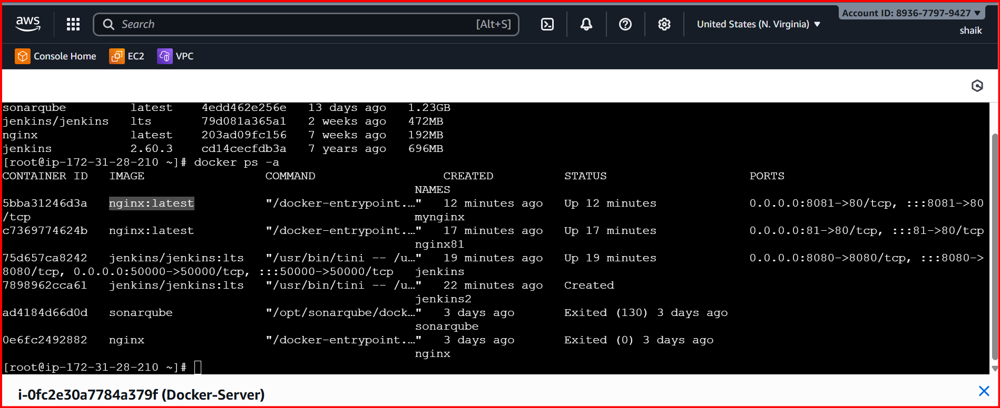 aws
Search [Alt+S]
United States (N. Virginia)
Account ID: 8936-7797-9427
shaik
Console Home EC2 VPC
sonarqube latest 4edd462e256e 13 days ago 1.23GB
jenkins/jenkins lts 79d081a365a1 2 weeks ago 472MB
nginx latest 203ad09fc156 7 weeks ago 192MB
jenkins 2.60.3 cd14cecfdb3a 7 years ago 696MB
[root@ip-172-31-28-210 ~]# docker ps -a
CONTAINER ID IMAGE COMMAND CREATED STATUS PORTS
NAMES
5bba31246d3a nginx:latest "/docker-entrypoint.…" 12 minutes ago Up 12 minutes 0.0.0.0:8081->80/tcp, :::8081->80
/tcp mynginx
c7369774624b nginx:latest "/docker-entrypoint.…" 17 minutes ago Up 17 minutes 0.0.0.0:81->80/tcp, :::81->80/tcp
nginx81
75d657ca8242 jenkins/jenkins:lts "/usr/bin/tini -- /u…" 19 minutes ago Up 19 minutes 0.0.0.0:8080->8080/tcp, :::8080->
8080/tcp, 0.0.0.0:50000->50000/tcp, :::50000->50000/tcp jenkins
7898962cca61 jenkins/jenkins:lts "/usr/bin/tini -- /u…" 22 minutes ago Created
jenkins2
ad4184d66d0d sonarqube "/opt/sonarqube/dock…" 3 days ago Exited (130) 3 days ago
sonarqube
0e6fc2492882 nginx "/docker-entrypoint.…" 3 days ago Exited (0) 3 days ago
nginx
[root@ip-172-31-28-210 ~]#
i-0fc2e30a7784a379f (Docker-Server)